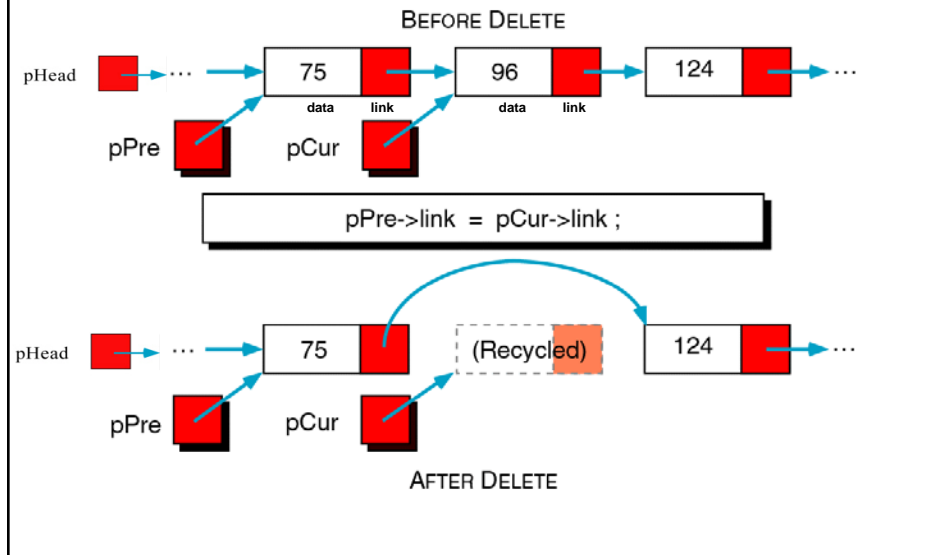 BEFORE DELETE
pHead ... 75 96 124 ...
data link data link
pPre pCur
pPre->link = pCur->link ;
pHead ... 75 (Recycled) 124 ...
pPre pCur
AFTER DELETE